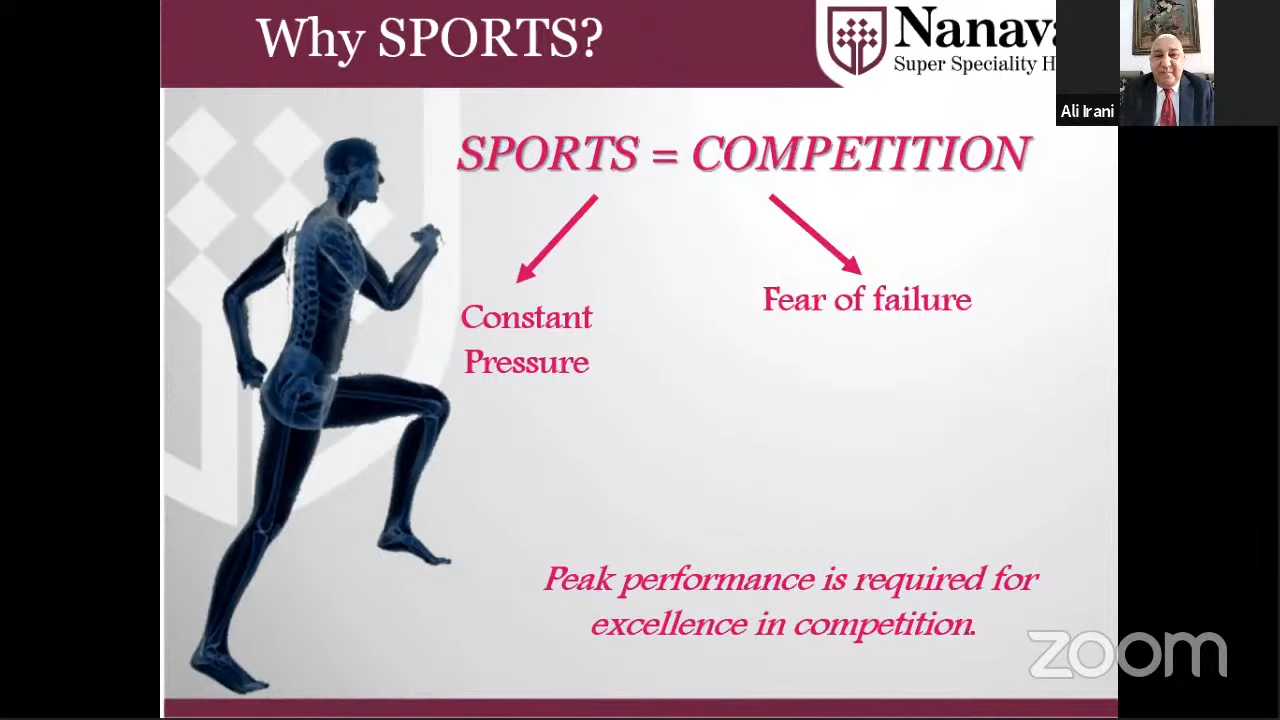 Why SPORTS?
Super Speciality
Ali Irani
SPORTS = COMPETITION
Fear of failure
Constant
Pressure
Peak performance is required for
excellence in competition.
zoom